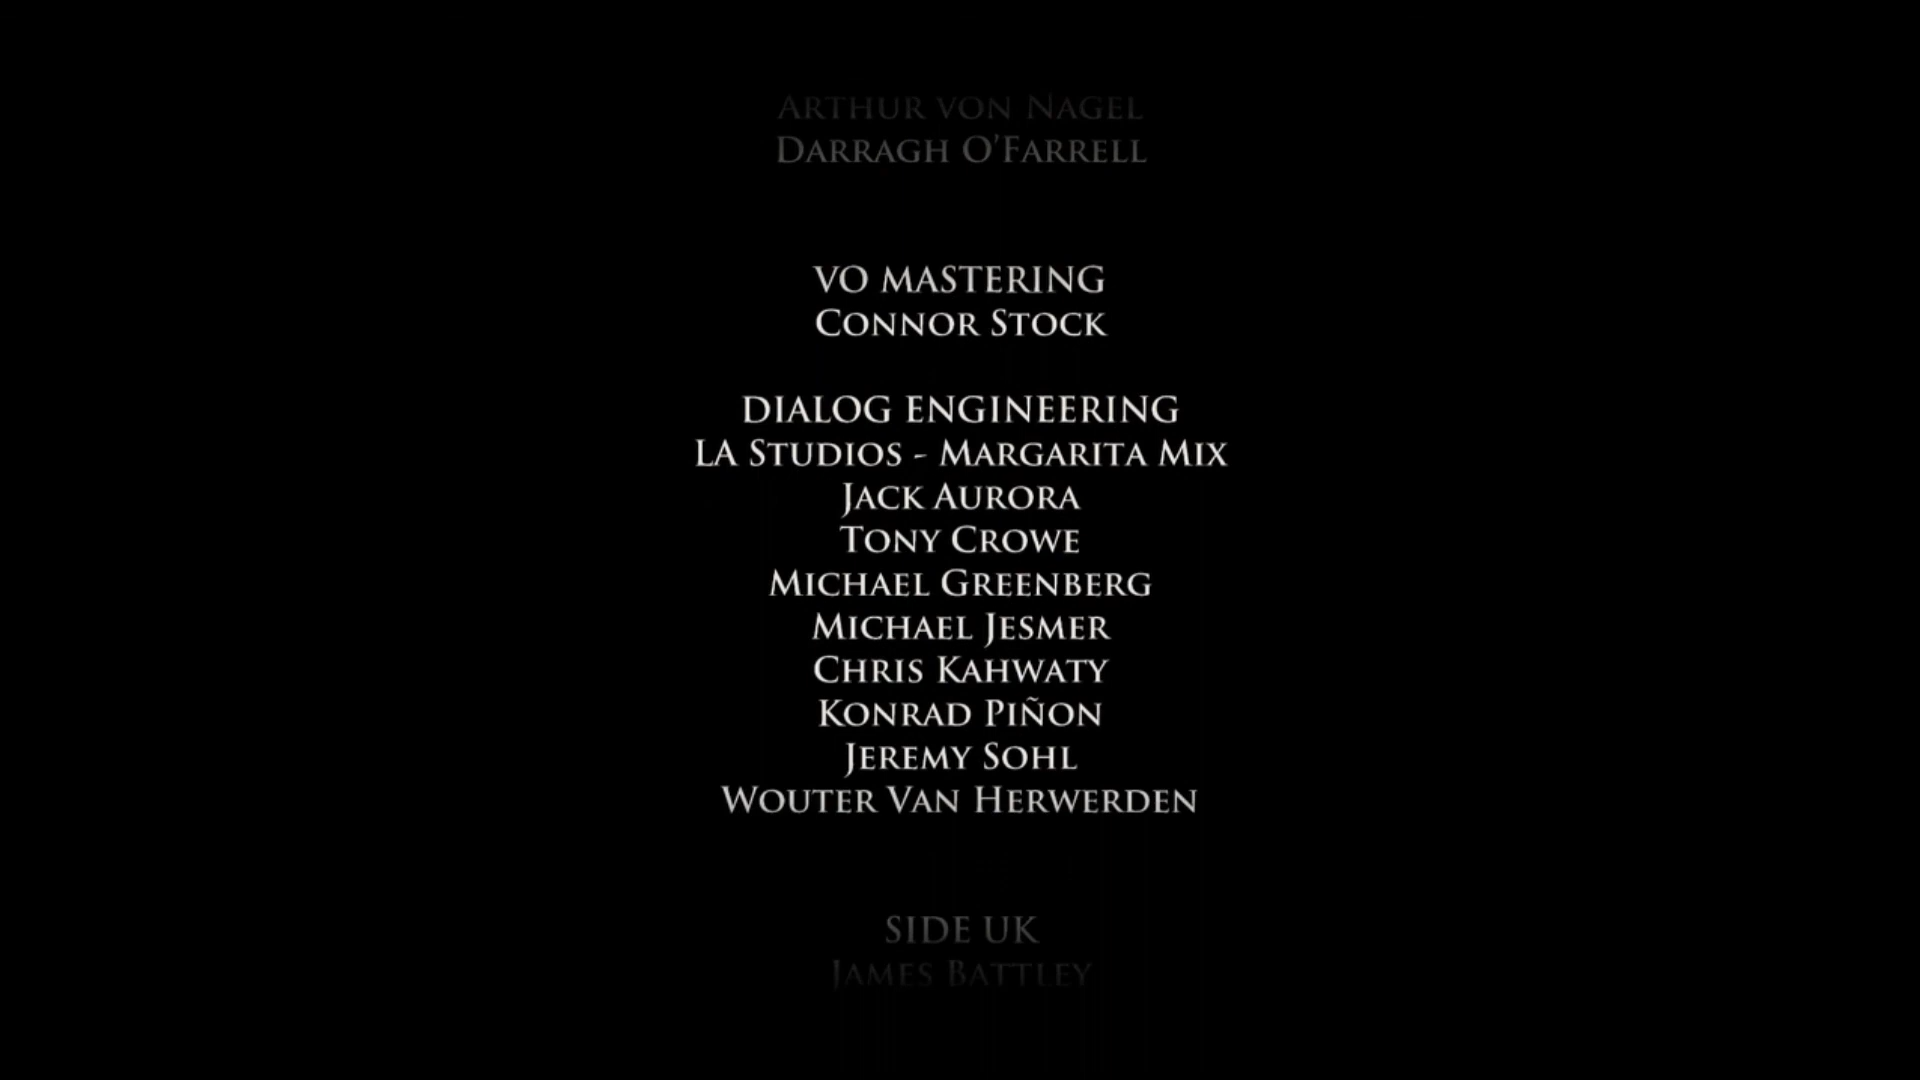 Arthur von Nagel
Darragh O'Farrell
VO MASTERING
Connor Stock
DIALOG ENGINEERING
LA Studios - Margarita Mix
Jack Aurora
Tony Crowe
Michael Greenberg
Michael Jesmer
Chris Kahwaty
Konrad Piñon
Jeremy Sohl
Wouter Van Herwerden
SIDE UK
James Battley